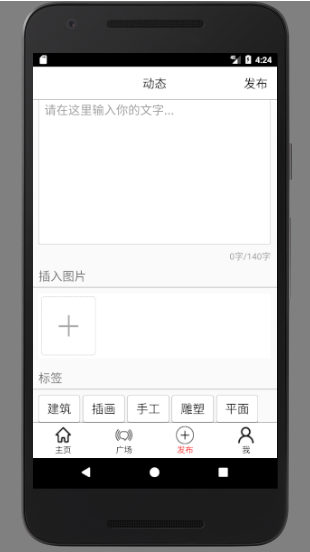 4:24
动态 发布
请在这里输入你的文字...
0字/140字
插入图片
标签
建筑 插画 手工 雕塑 平面
主页 广场 发布 我